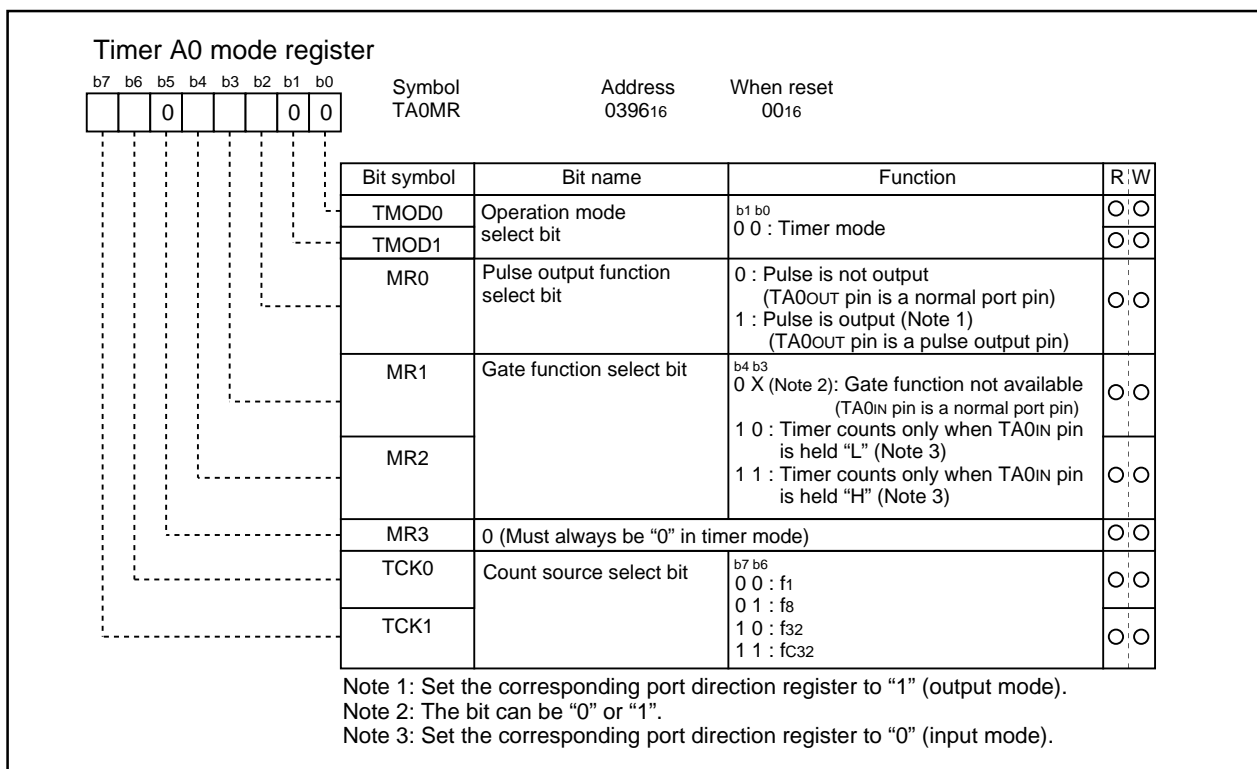 Timer A0 mode register
b7 b6 b5 b4 b3 b2 b1 b0
0 0 0
Symbol Address When reset
TA0MR 039616 0016
Bit symbol Bit name Function R W
TMOD0 Operation mode select bit b1 b0
0 0 : Timer mode
TMOD1
MR0 Pulse output function select bit 0 : Pulse is not output
(TA0OUT pin is a normal port pin)
1 : Pulse is output (Note 1)
(TA0OUT pin is a pulse output pin)
MR1 Gate function select bit b4 b3
0 X (Note 2): Gate function not available
(TA0IN pin is a normal port pin)
1 0 : Timer counts only when TA0IN pin
is held “L” (Note 3)
MR2
1 1 : Timer counts only when TA0IN pin
is held “H” (Note 3)
MR3 0 (Must always be “0” in timer mode)
TCK0 Count source select bit b7 b6
0 0 : f1
0 1 : f8
TCK1 1 0 : f32
1 1 : fC32
Note 1: Set the corresponding port direction register to “1” (output mode).
Note 2: The bit can be “0” or “1”.
Note 3: Set the corresponding port direction register to “0” (input mode).